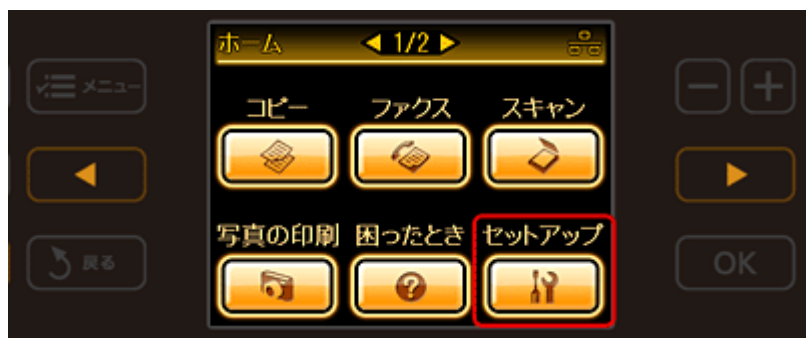 ホーム 1/2
メニュー
コピー ファクス スキャン
写真の印刷 困ったとき セットアップ
戻る OK